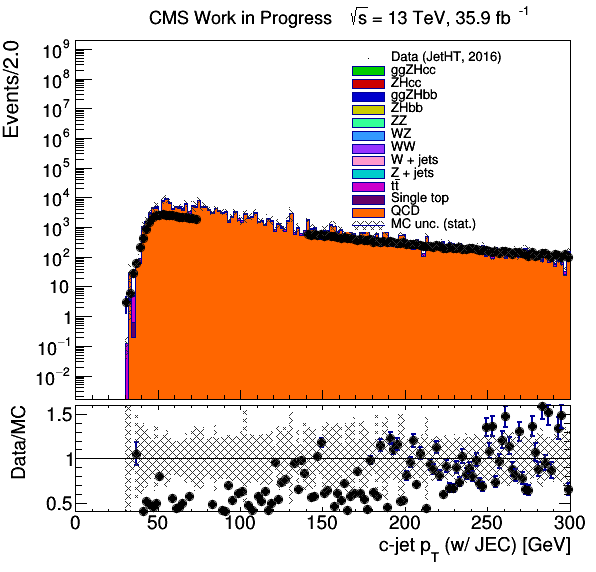 CMS Work in Progress √s = 13 TeV, 35.9 fb⁻¹
Events/2.0
10⁹
10⁸
10⁷
10⁶
10⁵
10⁴
10³
10²
10
1
10⁻¹
10⁻²
Data (JetHT, 2016)
ggZHcc
ZHcc
ggZHbb
ZHbb
ZZ
WZ
WW
W + jets
Z + jets
tt̄
Single top
QCD
MC unc. (stat.)
Data/MC
1.5
1
0.5
0 50 100 150 200 250 300
c-jet p_T (w/ JEC) [GeV]